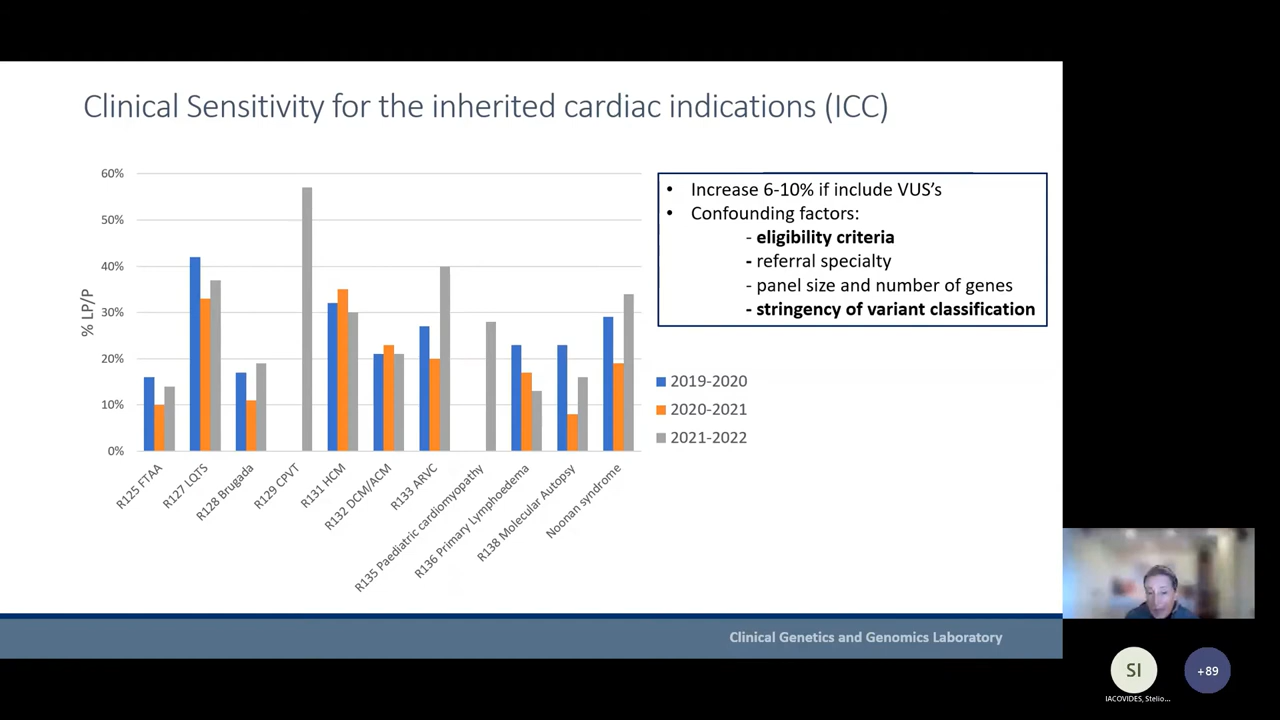 Clinical Sensitivity for the inherited cardiac indications (ICC)
60%
50%
40%
30%
20%
10%
0%
% LP/P
R125 FTAA
R127 LQTS
R128 Brugada
R129 CPVT
R131 HCM
R132 DCM/ACM
R133 ARVC
R135 Paediatric cardiomyopathy
R136 Primary Lymphoedema
R138 Molecular Autopsy
Noonan syndrome
• Increase 6-10% if include VUS's
• Confounding factors:
- eligibility criteria
- referral specialty
- panel size and number of genes
- stringency of variant classification
2019-2020
2020-2021
2021-2022
Clinical Genetics and Genomics Laboratory
SI
+89
IACOVIDES, Stelio...